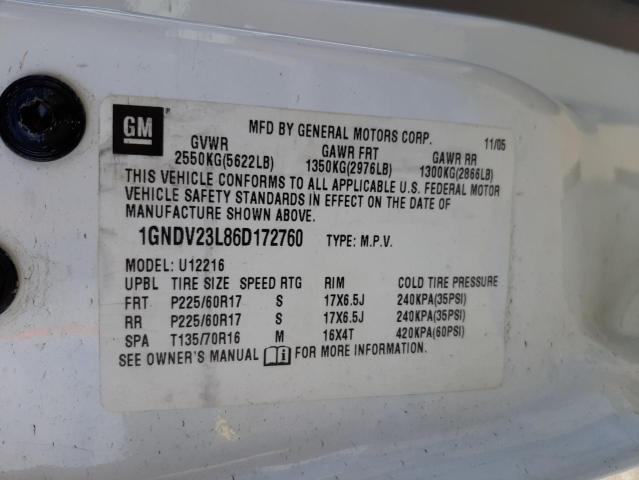 GM
MFD BY GENERAL MOTORS CORP. 11/05
GVWR GAWR FRT GAWR RR
2550KG(5622LB) 1350KG(2976LB) 1300KG(2866LB)
THIS VEHICLE CONFORMS TO ALL APPLICABLE U.S. FEDERAL MOTOR
VEHICLE SAFETY STANDARDS IN EFFECT ON THE DATE OF
MANUFACTURE SHOWN ABOVE.
1GNDV23L86D172760 TYPE: M.P.V.
MODEL: U12216
UPBL TIRE SIZE SPEED RTG RIM COLD TIRE PRESSURE
FRT P225/60R17 S 17X6.5J 240KPA(35PSI)
RR P225/60R17 S 17X6.5J 240KPA(35PSI)
SPA T135/70R16 M 16X4T 420KPA(60PSI)
SEE OWNER'S MANUAL i FOR MORE INFORMATION.